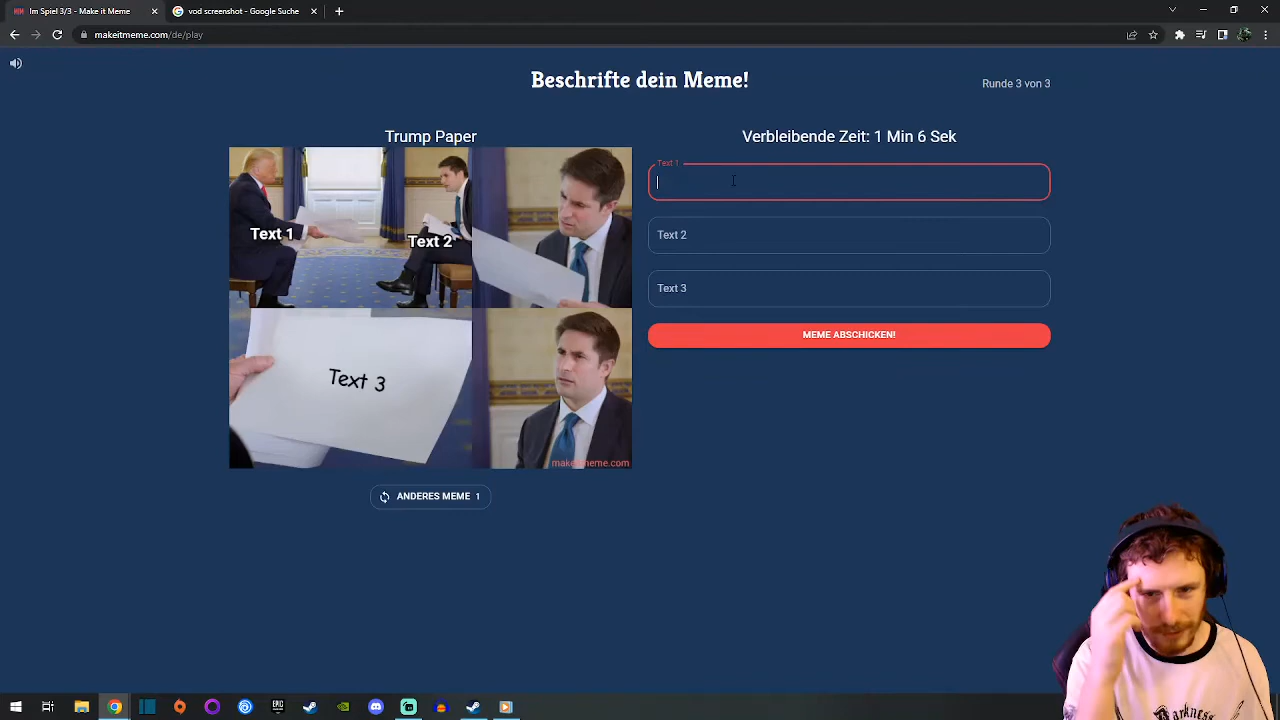 Im Spiel 3/3 - Make it Meme
vod screenshot - Google Suche
makeitmeme.com/de/play
Beschrifte dein Meme!
Runde 3 von 3
Trump Paper
Verbleibende Zeit: 1 Min 6 Sek
Text 1
Text 1
Text 2
Text 2
Text 3
MEME ABSCHICKEN!
Text 3
ANDERES MEME 1